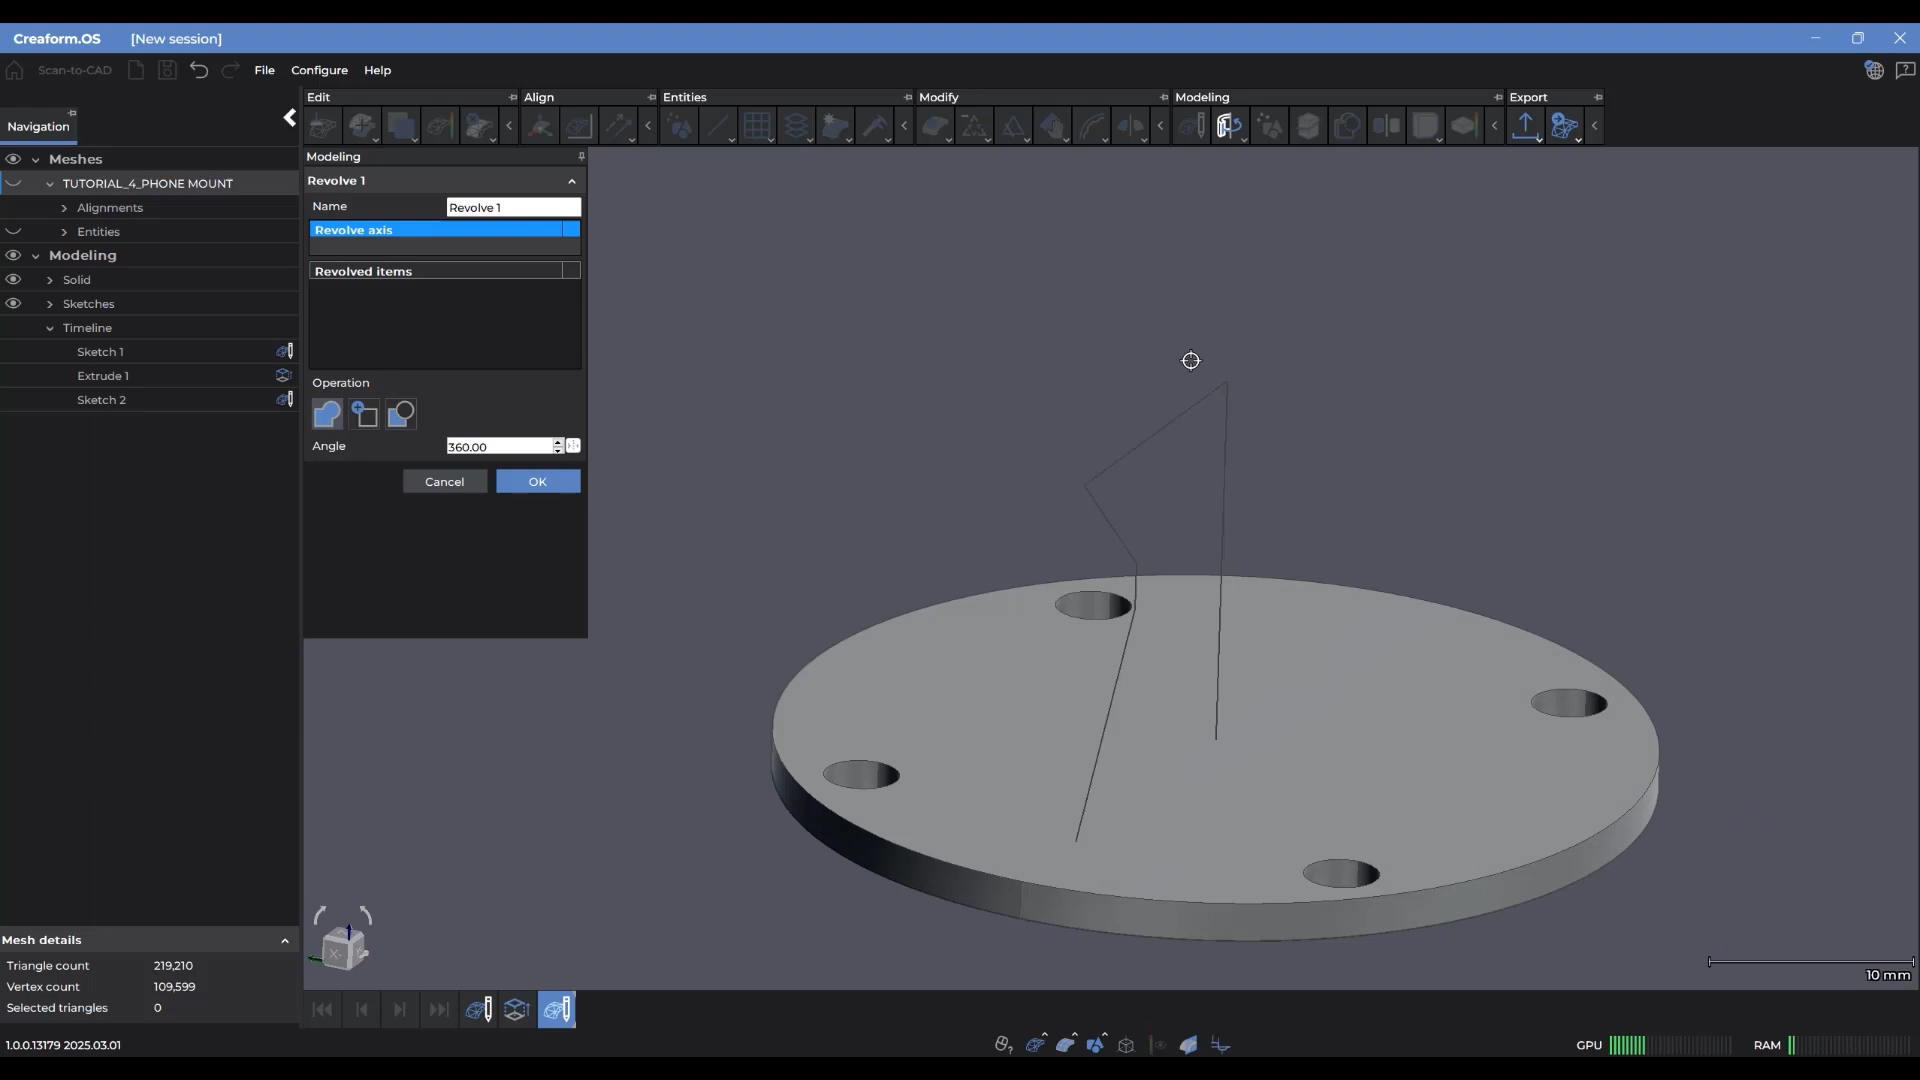 Creaform.OS [New session]
Scan-to-CAD File Configure Help
Edit Align Entities Modify Modeling Export
Navigation
Meshes
TUTORIAL_4_PHONE MOUNT
Alignments
Entities
Modeling
Solid
Sketches
Timeline
Sketch 1
Extrude 1
Sketch 2
Modeling
Revolve 1
Name Revolve 1
Revolve axis
Revolved items
Operation
Angle 360.00
Cancel OK
X-
10 mm
Mesh details
Triangle count 219,210
Vertex count 109,599
Selected triangles 0
1.0.0.13179 2025.03.01
GPU RAM